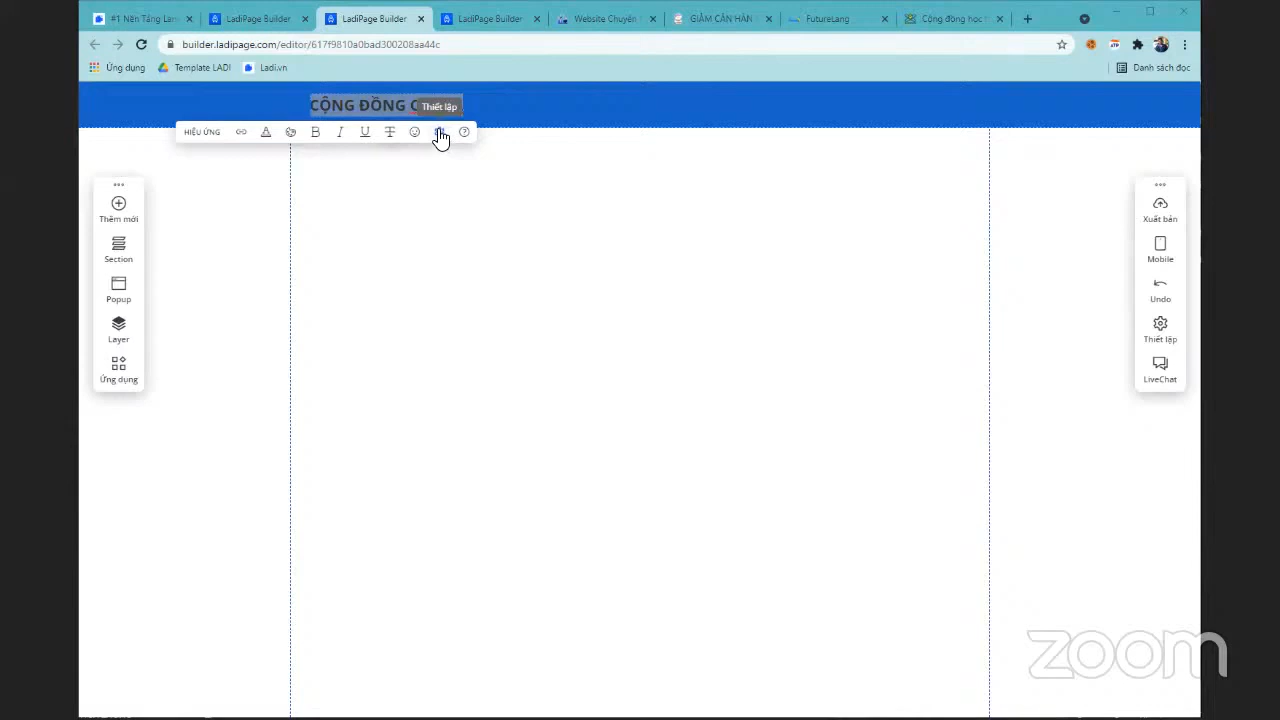 #1 Nền Tảng Lan
LadiPage Builder
LadiPage Builder
LadiPage Builder
Website Chuyên
GIẢM CÂN HÀN
FutureLang
Cộng đồng học
builder.ladipage.com/editor/617f9810a0bad300208aa44c
Ứng dụng
Template LADI
Ladi.vn
Danh sách đọc
CỘNG ĐỒNG
Thiết lập
HIỆU ỨNG
Thêm mới
Section
Popup
Layer
Ứng dụng
Xuất bản
Mobile
Undo
Thiết lập
LiveChat
zoom